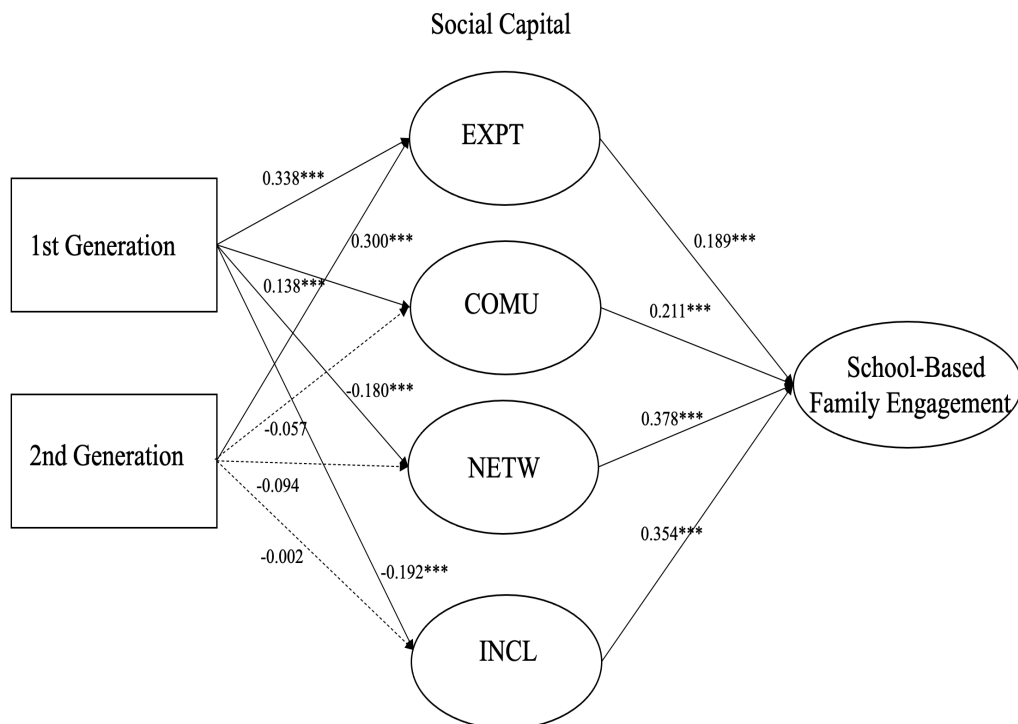 Social Capital
EXPT
0.338***
1st Generation
0.300***
0.189***
0.138***
COMU
0.211***
School-Based
Family Engagement
-0.180***
0.378***
-0.057
2nd Generation
NETW
-0.094
0.354***
-0.002
-0.192***
INCL